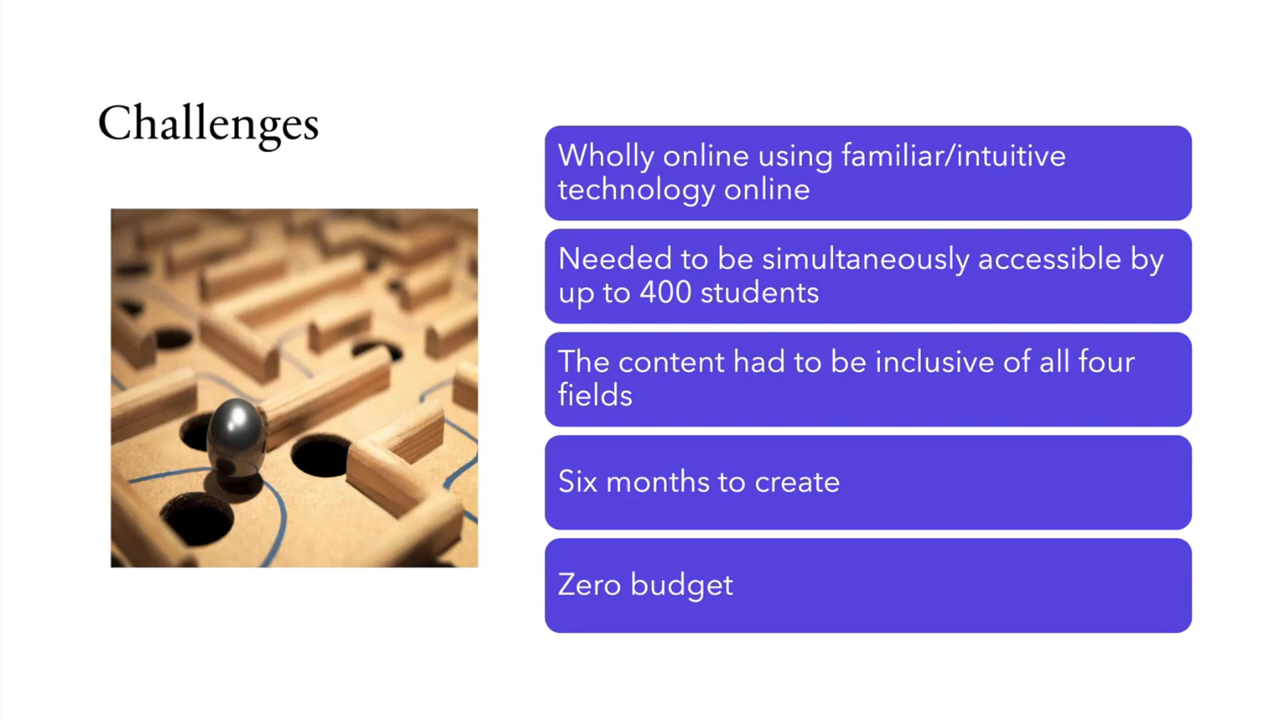 Challenges
Wholly online using familiar/intuitive
technology online
Needed to be simultaneously accessible by
up to 400 students
The content had to be inclusive of all four
fields
Six months to create
Zero budget